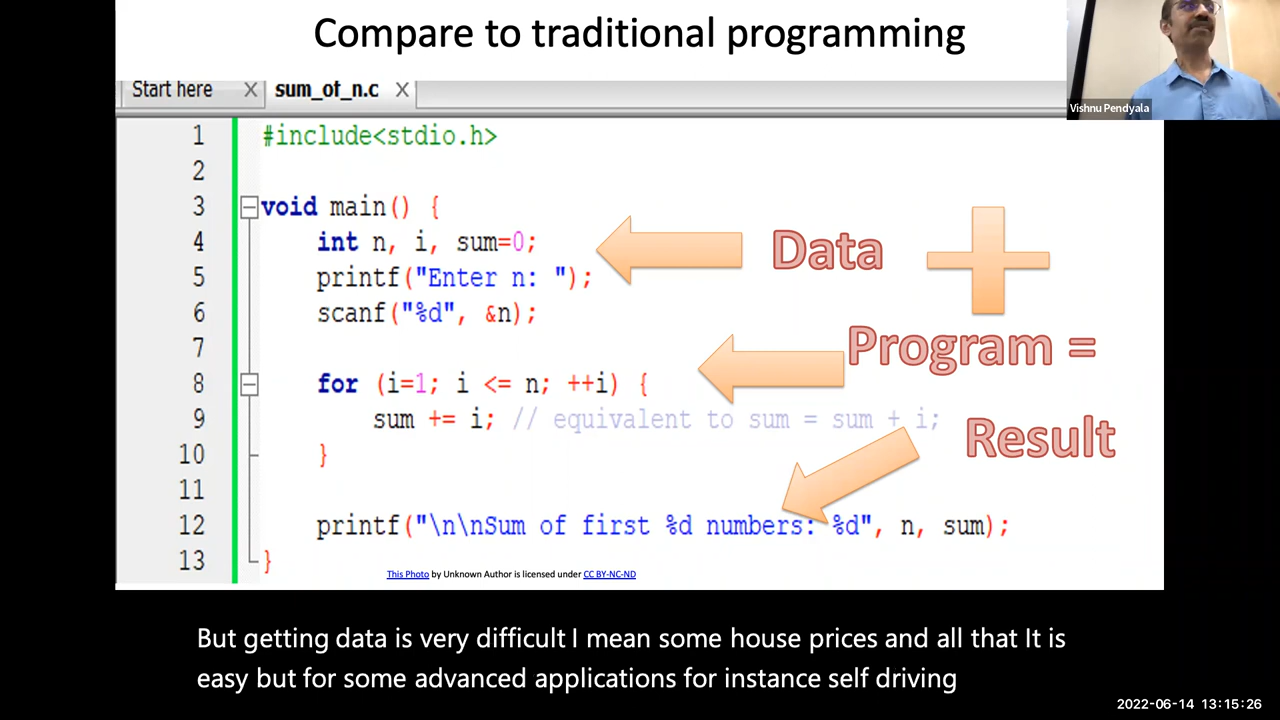 Compare to traditional programming
Vishnu Pendyala
Start here X sum_of_n.c X
1 #include<stdio.h>
2
3 void main() {
4 int n, i, sum=0;
5 printf("Enter n: ");
6 scanf("%d", &n);
7
8 for (i=1; i <= n; ++i) {
9 sum += i; // equivalent to sum = sum + i;
10 }
11
12 printf("\n\nSum of first %d numbers: %d", n, sum);
13 }
Data
Program =
Result
This Photo by Unknown Author is licensed under CC BY-NC-ND
But getting data is very difficult I mean some house prices and all that It is
easy but for some advanced applications for instance self driving
2022-06-14 13:15:26